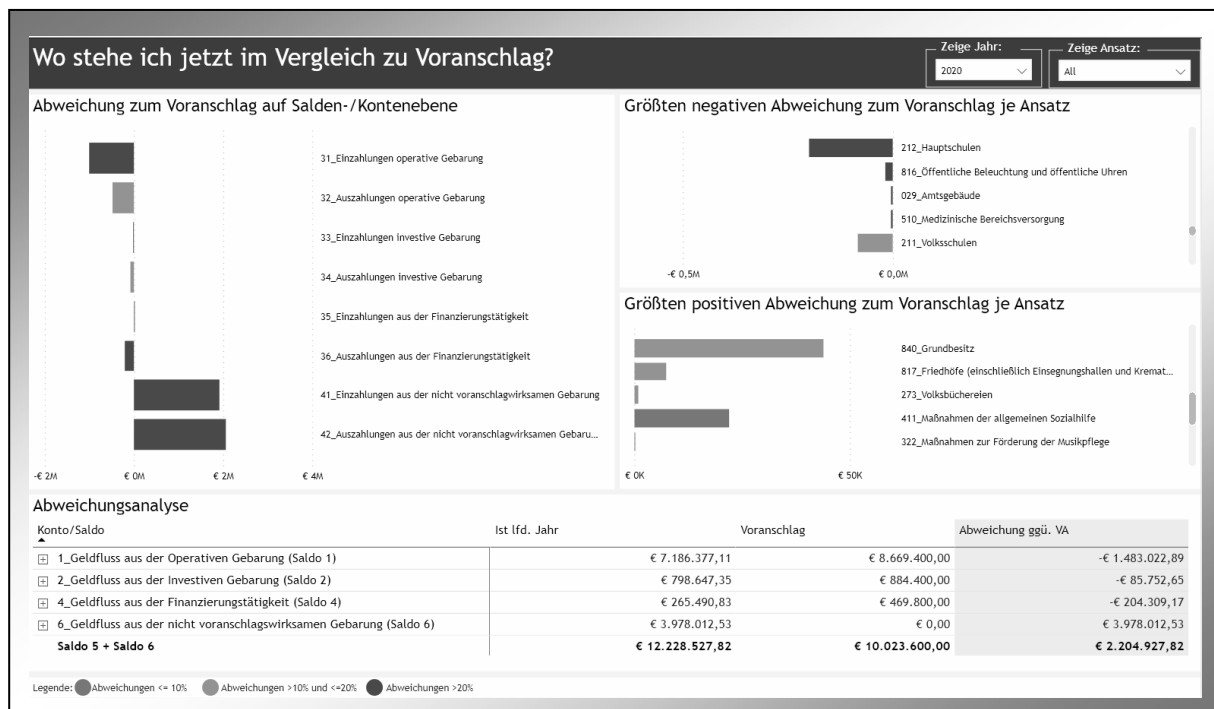 Wo stehe ich jetzt im Vergleich zu Voranschlag?
Zeige Jahr:
2020
Zeige Ansatz:
All
Abweichung zum Voranschlag auf Salden-/Kontenebene
31_Einzahlungen operative Gebarung
32_Auszahlungen operative Gebarung
33_Einzahlungen investive Gebarung
34_Auszahlungen investive Gebarung
35_Einzahlungen aus der Finanzierungstätigkeit
36_Auszahlungen aus der Finanzierungstätigkeit
41_Einzahlungen aus der nicht voranschlagwirksamen Gebarung
42_Auszahlungen aus der nicht voranschlagwirksamen Gebaru...
-€ 2M € 0M € 2M € 4M
Größten negativen Abweichung zum Voranschlag je Ansatz
212_Hauptschulen
816_Öffentliche Beleuchtung und öffentliche Uhren
029_Amtsgebäude
510_Medizinische Bereichsversorgung
211_Volksschulen
-€ 0,5M € 0,0M
Größten positiven Abweichung zum Voranschlag je Ansatz
840_Grundbesitz
817_Friedhöfe (einschließlich Einsegnungshallen und Kremat...
273_Volksbüchereien
411_Maßnahmen der allgemeinen Sozialhilfe
322_Maßnahmen zur Förderung der Musikpflege
€ 0K € 50K
Abweichungsanalyse
Konto/Saldo Ist lfd. Jahr Voranschlag Abweichung ggü. VA
1_Geldfluss aus der Operativen Gebarung (Saldo 1) € 7.186.377,11 € 8.669.400,00 -€ 1.483.022,89
2_Geldfluss aus der Investiven Gebarung (Saldo 2) € 798.647,35 € 884.400,00 -€ 85.752,65
4_Geldfluss aus der Finanzierungstätigkeit (Saldo 4) € 265.490,83 € 469.800,00 -€ 204.309,17
6_Geldfluss aus der nicht voranschlagswirksamen Gebarung (Saldo 6) € 3.978.012,53 € 0,00 € 3.978.012,53
Saldo 5 + Saldo 6 € 12.228.527,82 € 10.023.600,00 € 2.204.927,82
Legende: Abweichungen <= 10% Abweichungen >10% und <=20% Abweichungen >20%